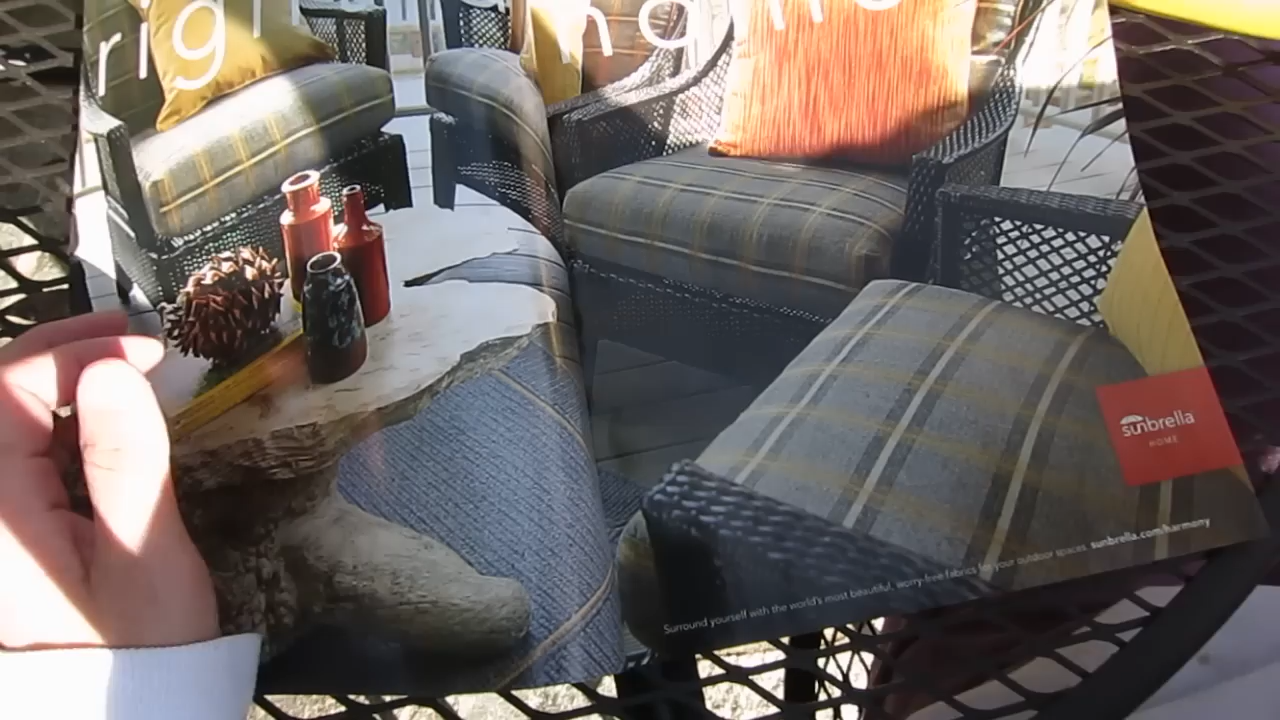 sunbrella
HOME
Surround yourself with the world's most beautiful, worry-free fabrics for your outdoor spaces. sunbrella.com/harmony